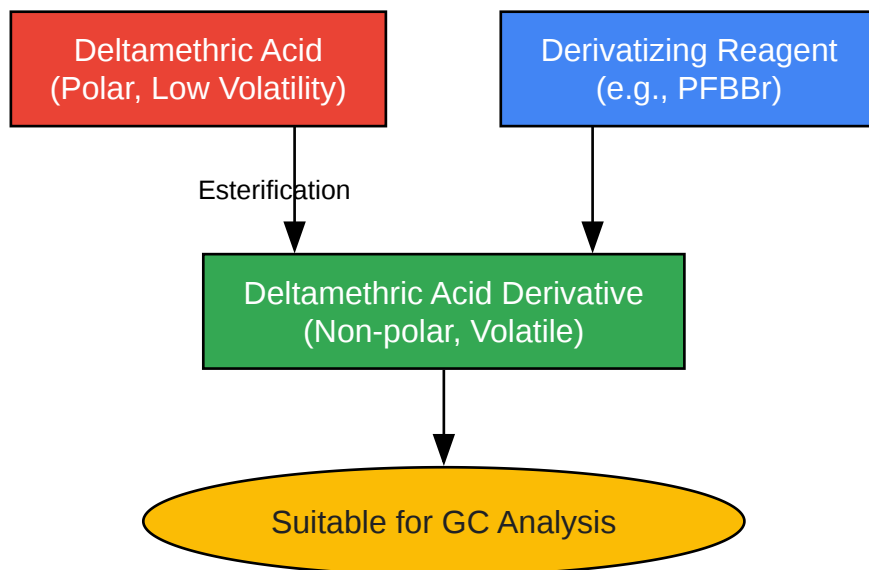 Deltamethric Acid
(Polar, Low Volatility)
Derivatizing Reagent
(e.g., PFBBr)
Esterification
Deltamethric Acid Derivative
(Non-polar, Volatile)
Suitable for GC Analysis